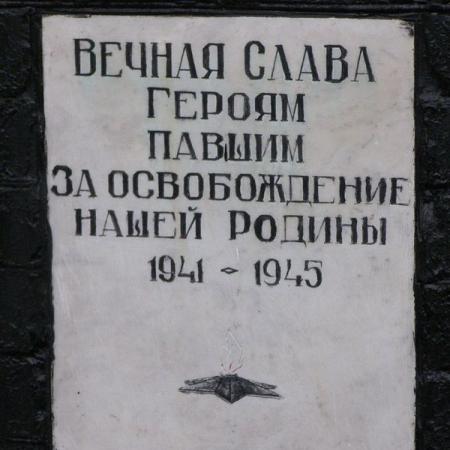 ВЕЧНАЯ СЛАВА
ГЕРОЯМ
ПАВШИМ
ЗА ОСВОБОЖДЕНИЕ
НАШЕЙ РОДИНЫ
1941 - 1945